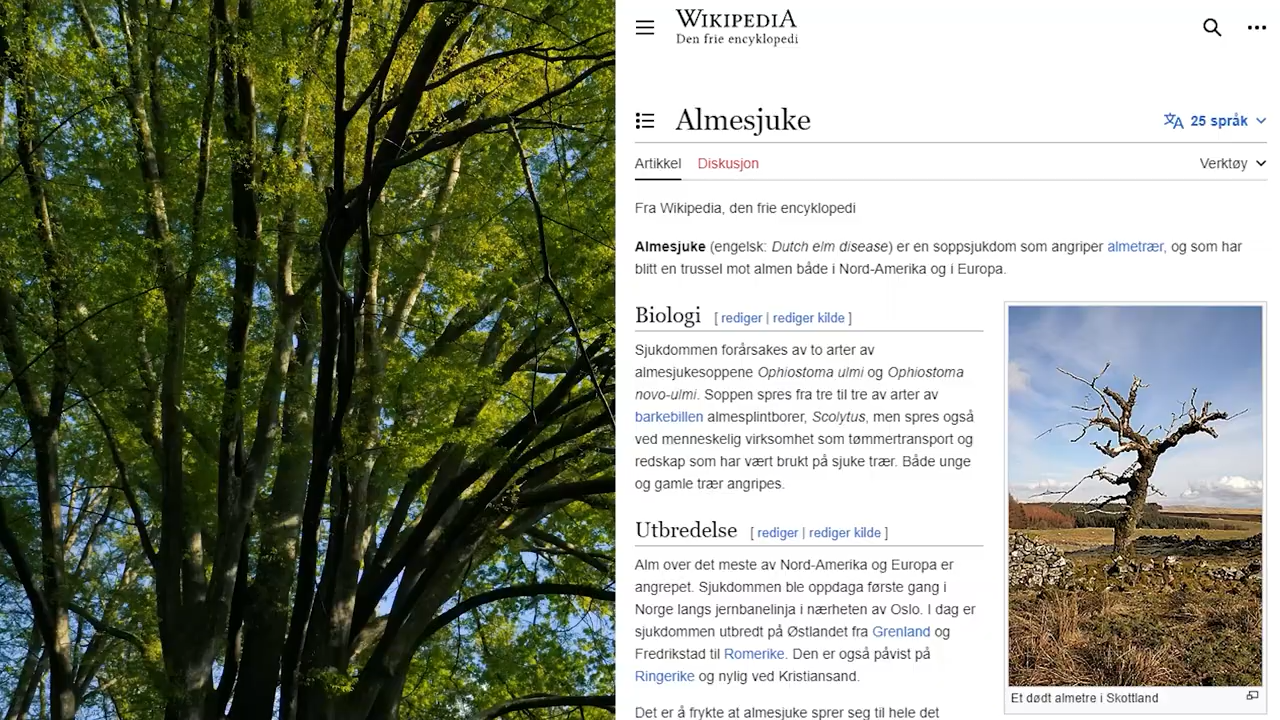 WIKIPEDIA
Den frie encyklopedi
Almesjuke
25 språk
Artikkel Diskusjon
Verktøy
Fra Wikipedia, den frie encyklopedi
Almesjuke (engelsk: Dutch elm disease) er en soppsjukdom som angriper almetrær, og som har
blitt en trussel mot almen både i Nord-Amerika og i Europa.
Biologi [ rediger | rediger kilde ]
Sjukdommen forårsakes av to arter av
almesjukesoppene Ophiostoma ulmi og Ophiostoma
novo-ulmi. Soppen spres fra tre til tre av arter av
barkebillen almesplintborer, Scolytus, men spres også
ved menneskelig virksomhet som tømmertransport og
redskap som har vært brukt på sjuke trær. Både unge
og gamle trær angripes.
Utbredelse [ rediger | rediger kilde ]
Alm over det meste av Nord-Amerika og Europa er
angrepet. Sjukdommen ble oppdaga første gang i
Norge langs jernbanelinja i nærheten av Oslo. I dag er
sjukdommen utbredt på Østlandet fra Grenland og
Fredrikstad til Romerike. Den er også påvist på
Ringerike og nylig ved Kristiansand.
Det er å frykte at almesjuke sprer seg til hele det
Et dødt almetre i Skottland